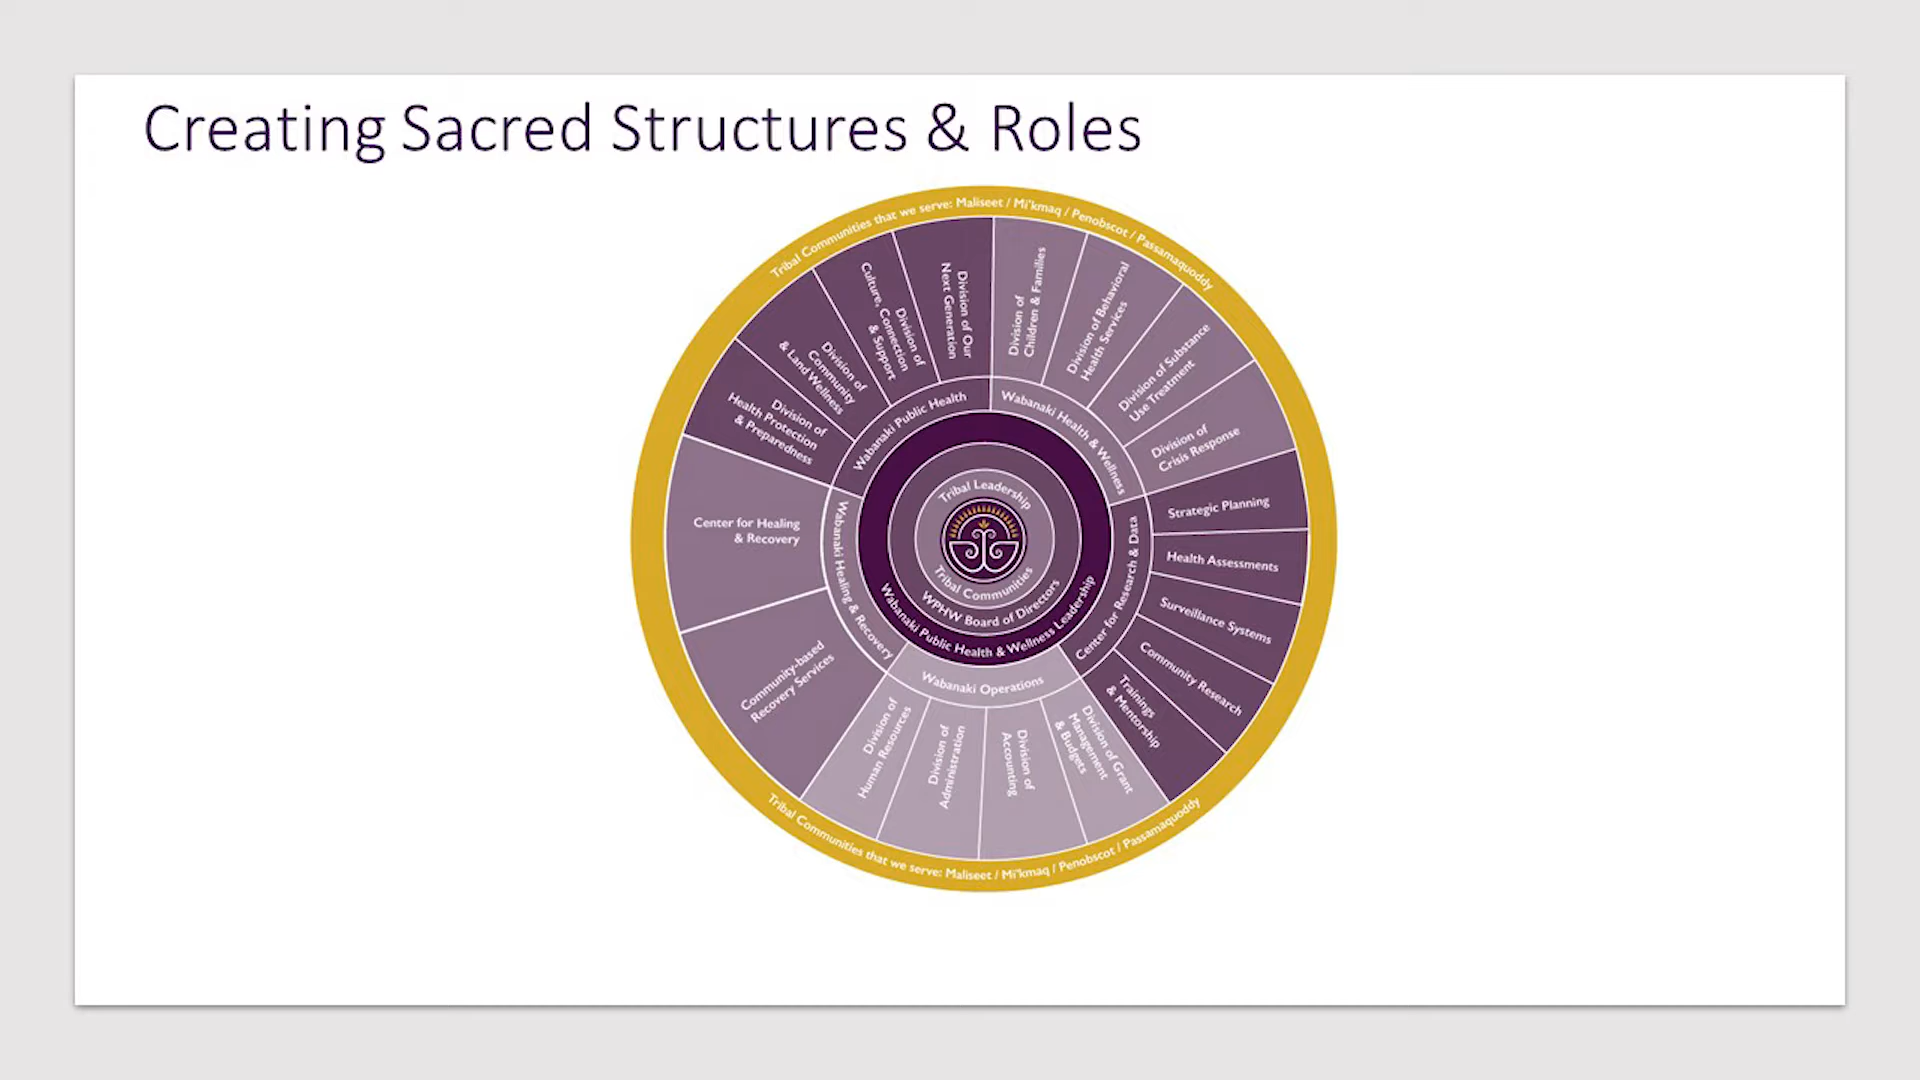 Creating Sacred Structures & Roles
Tribal Communities that we serve: Maliseet / Mi'kmaq / Penobscot / Passamaquoddy
Division of
Children & Families
Division of Behavioral
Health Services
Division of Substance
Use Treatment
Division of
Crisis Response
Strategic Planning
Health Assessments
Surveillance Systems
Community Research
Trainings
& Mentorship
Division of Grant
Management
& Budgets
Division of
Accounting
Division of
Administration
Division of
Human Resources
Community-based
Recovery Services
Center for Healing
& Recovery
Division of
Health Protection
& Preparedness
Division of
Community
& Land Wellness
Division of
Culture, Connection
& Support
Division of Our
Next Generation
Wabanaki Public Health
Wabanaki Health & Wellness
Center for Research & Data
Wabanaki Operations
Wabanaki Healing & Recovery
Tribal Leadership
Tribal Communities
WPHW Board of Directors
Wabanaki Public Health & Wellness Leadership
Tribal Communities that we serve: Maliseet / Mi'kmaq / Penobscot / Passamaquoddy